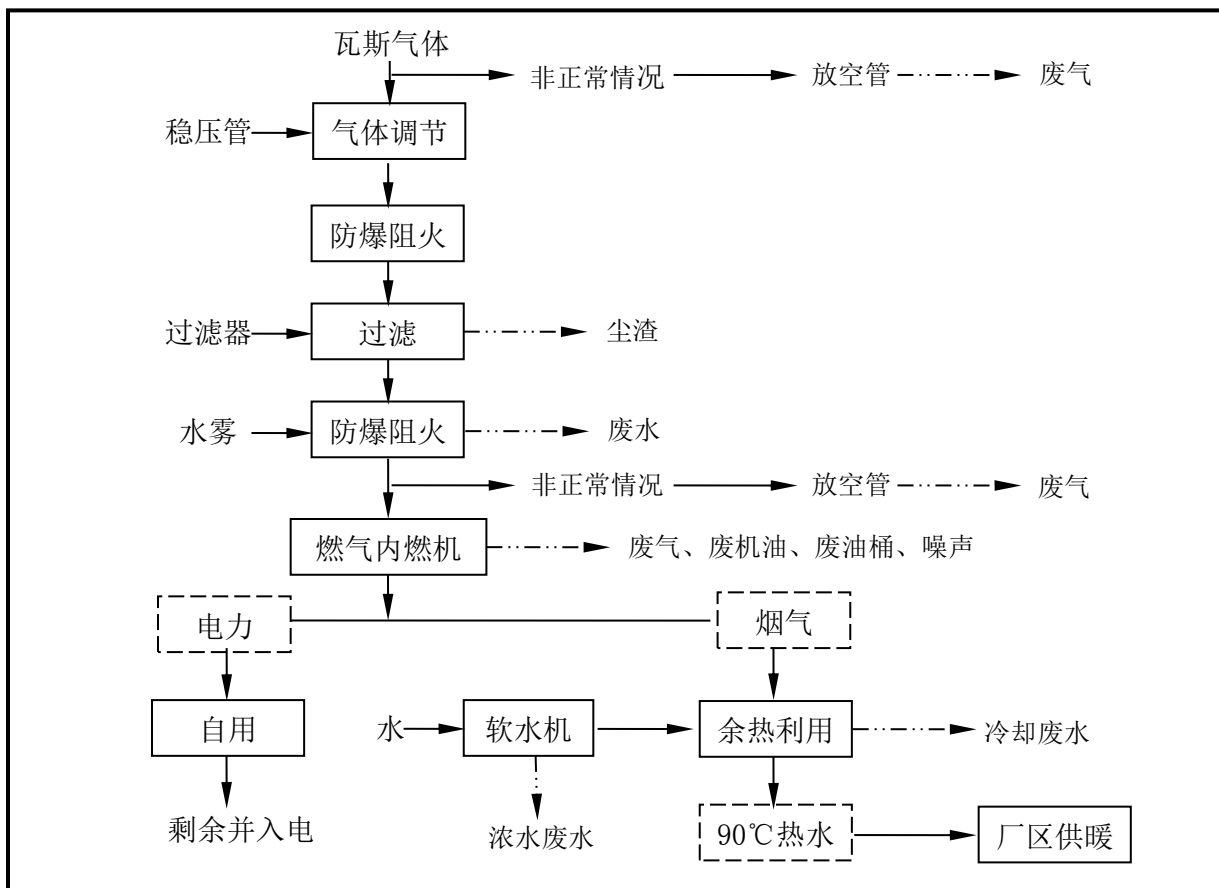 瓦斯气体
非正常情况
放空管
废气
稳压管
气体调节
防爆阻火
过滤器
过滤
尘渣
水雾
防爆阻火
废水
非正常情况
放空管
废气
燃气内燃机
废气、废机油、废油桶、噪声
电力
烟气
自用
水
软水机
余热利用
冷却废水
剩余并入电
浓水废水
90℃热水
厂区供暖